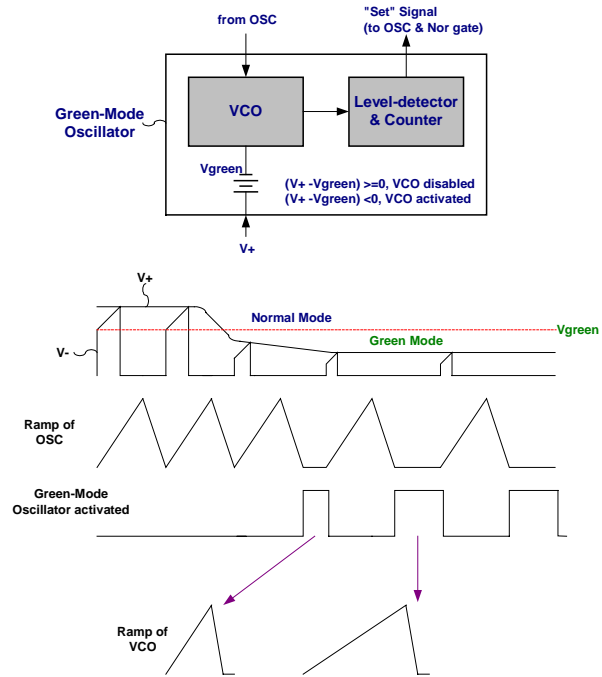 from OSC
"Set" Signal
(to OSC & Nor gate)
Green-Mode
Oscillator
VCO
Level-detector
& Counter
Vgreen
(V+ -Vgreen) >=0, VCO disabled
(V+ -Vgreen) <0, VCO activated
V+
V+
Normal Mode
Vgreen
Green Mode
V-
Ramp of
OSC
Green-Mode
Oscillator activated
Ramp of
VCO